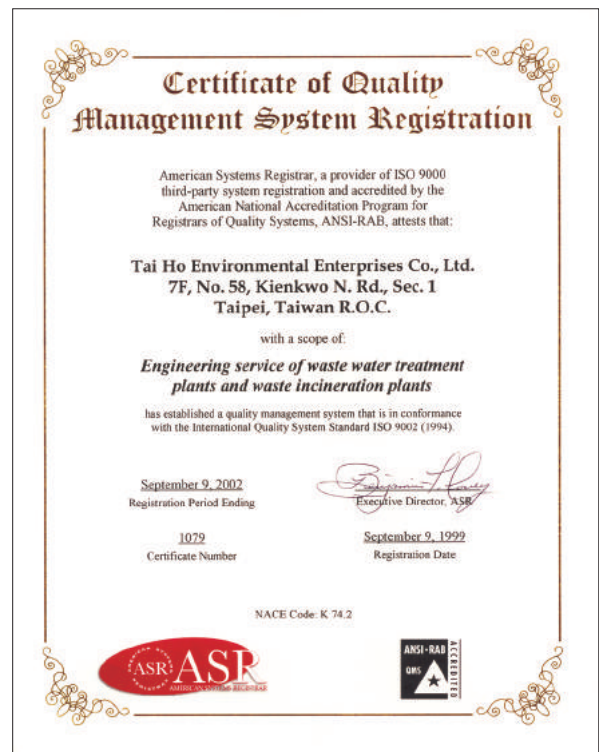 Certificate of Quality
Management System Registration
American Systems Registrar, a provider of ISO 9000
third-party system registration and accredited by the
American National Accreditation Program for
Registrars of Quality Systems, ANSI-RAB, attests that:
Tai Ho Environmental Enterprises Co., Ltd.
7F, No. 58, Kienkwo N. Rd., Sec. 1
Taipei, Taiwan R.O.C.
with a scope of:
Engineering service of waste water treatment
plants and waste incineration plants
has established a quality management system that is in conformance
with the International Quality System Standard ISO 9002 (1994).
September 9, 2002
Registration Period Ending
Executive Director, ASR
1079
Certificate Number
September 9, 1999
Registration Date
NACE Code: K 74.2
ASR ASR
AMERICAN SYSTEMS REGISTRAR
ANSI-RAB
QMS
ACCREDITED